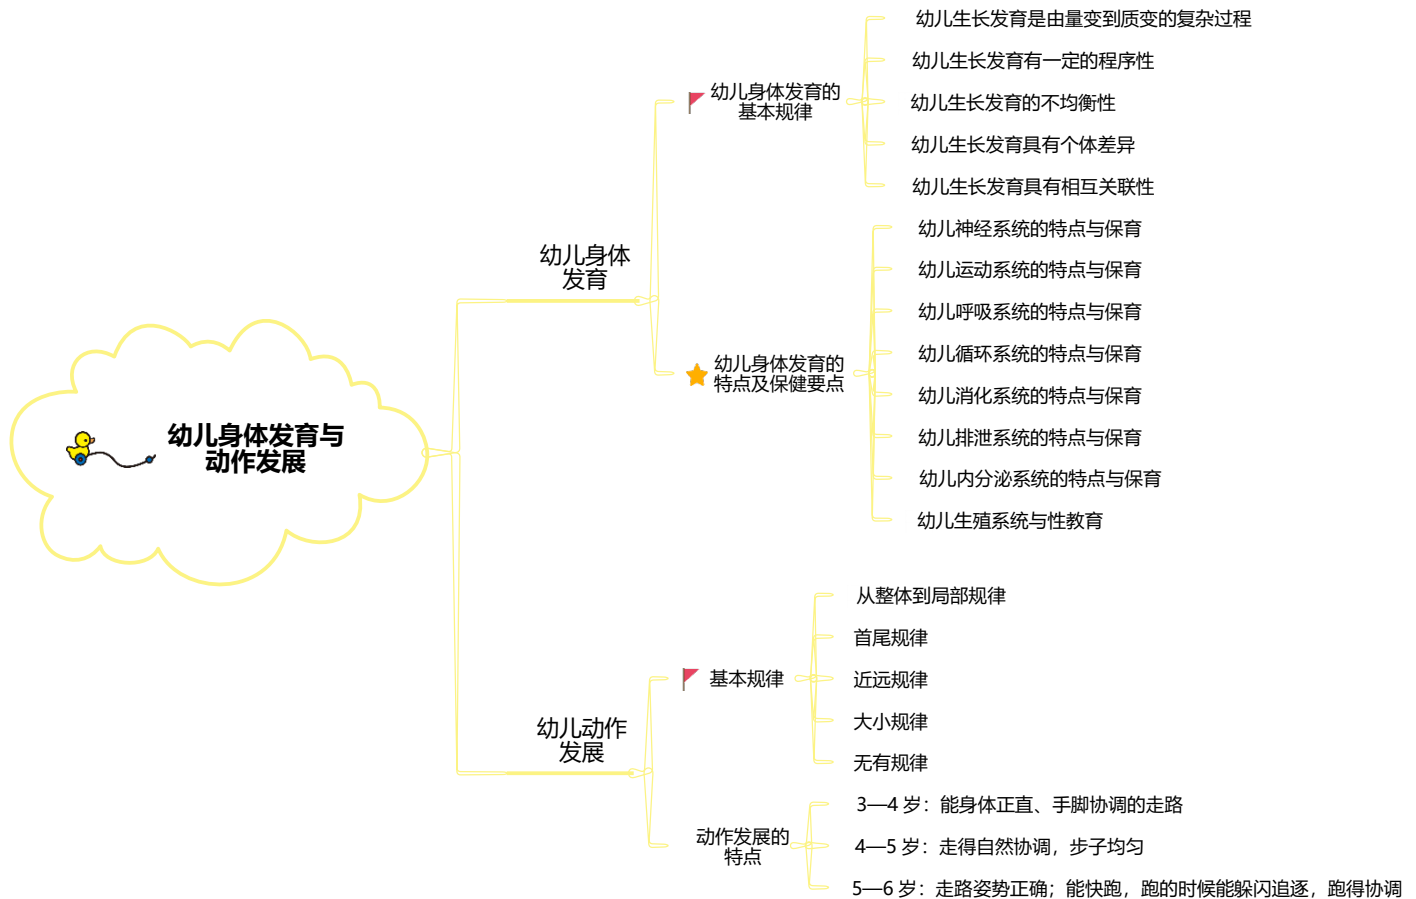 幼儿身体发育与
动作发展
幼儿身体
发育
幼儿身体发育的
基本规律
幼儿生长发育是由量变到质变的复杂过程
幼儿生长发育有一定的程序性
幼儿生长发育的不均衡性
幼儿生长发育具有个体差异
幼儿生长发育具有相互关联性
幼儿身体发育的
特点及保健要点
幼儿神经系统的特点与保育
幼儿运动系统的特点与保育
幼儿呼吸系统的特点与保育
幼儿循环系统的特点与保育
幼儿消化系统的特点与保育
幼儿排泄系统的特点与保育
幼儿内分泌系统的特点与保育
幼儿生殖系统与性教育
幼儿动作
发展
基本规律
从整体到局部规律
首尾规律
近远规律
大小规律
无有规律
动作发展的
特点
3—4 岁：能身体正直、手脚协调的走路
4—5 岁：走得自然协调，步子均匀
5—6 岁：走路姿势正确；能快跑，跑的时候能躲闪追逐，跑得协调